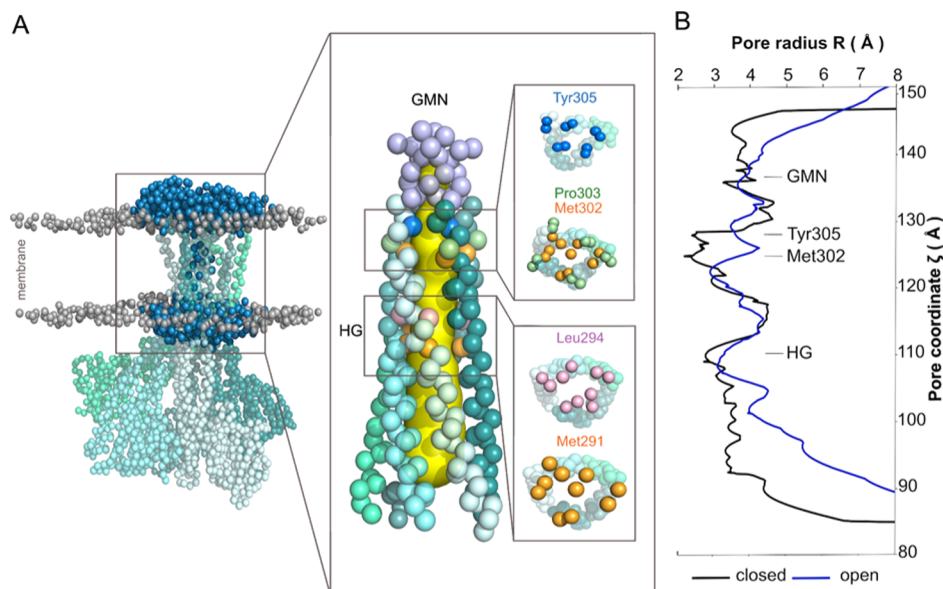 A
membrane
GMN
HG
Tyr305
Pro303
Met302
Leu294
Met291
B
Pore radius R ( Å )
2 3 4 5 6 7 8
150
140
130
120
110
100
90
80
GMN
Tyr305
Met302
HG
Pore coordinate ζ (Å)
closed open